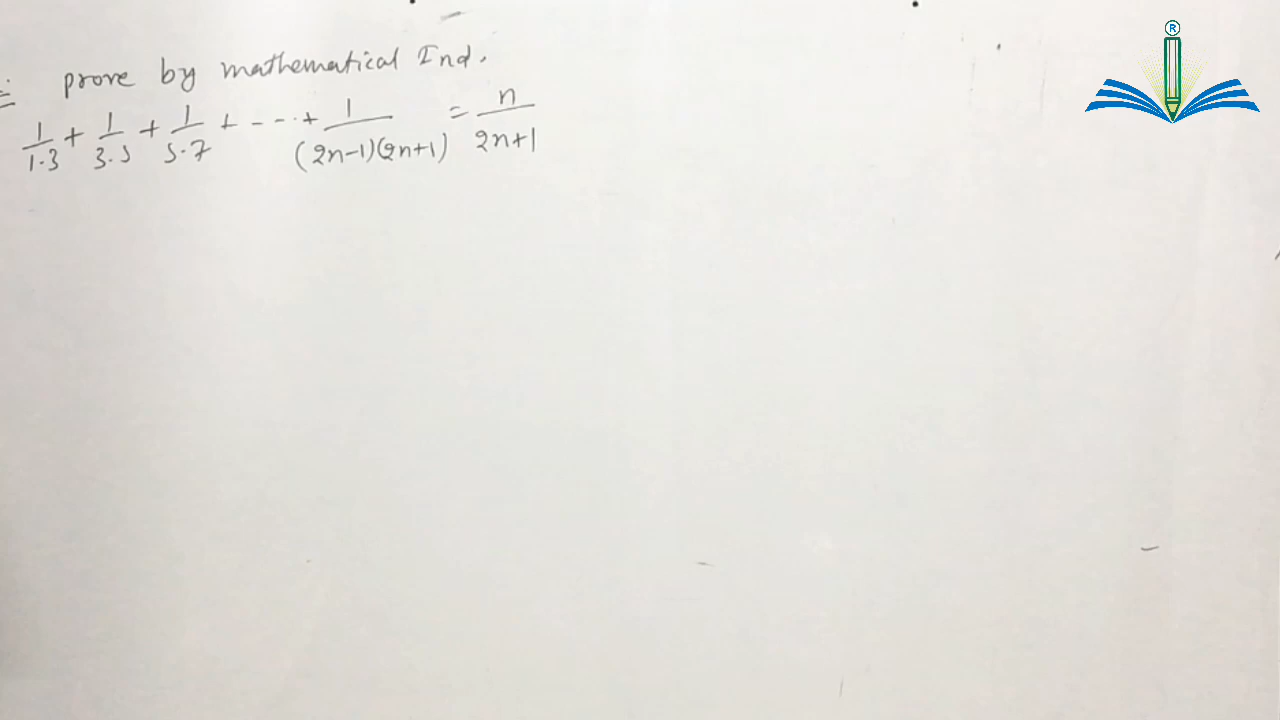 prove by mathematical Ind.
1/1·3 + 1/3·5 + 1/5·7 + - - - · + 1/(2n-1)(2n+1) = n/2n+1
®